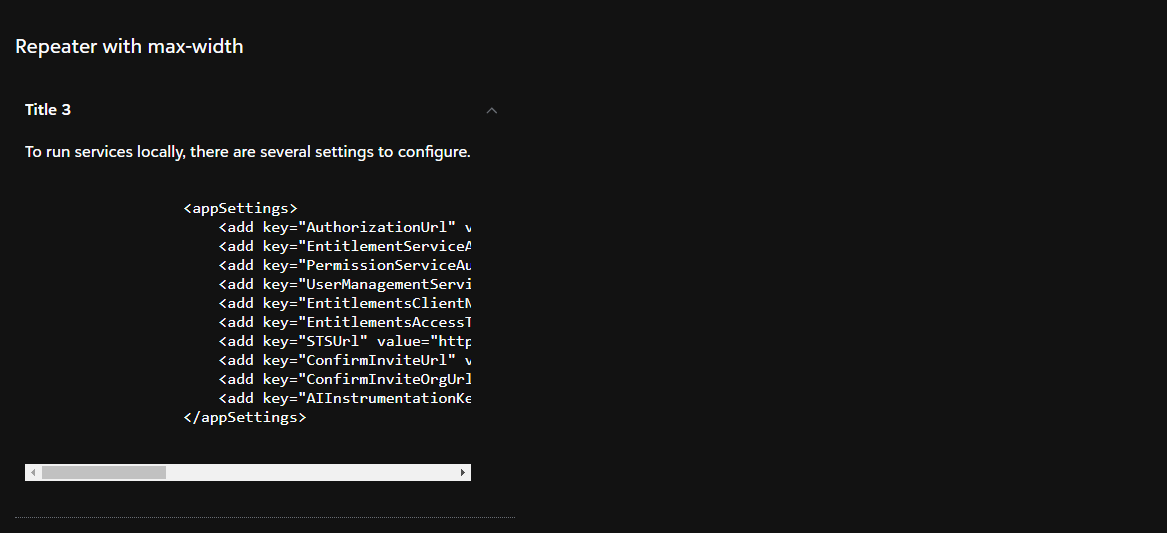 Repeater with max-width
Title 3
To run services locally, there are several settings to configure.
<appSettings>
<add key="AuthorizationUrl" v
<add key="EntitlementServiceA
<add key="PermissionServiceAu
<add key="UserManagementServi
<add key="EntitlementsClientN
<add key="EntitlementsAccessT
<add key="STSUrl" value="http
<add key="ConfirmInviteUrl" v
<add key="ConfirmInviteOrgUrl
<add key="AIInstrumentationKe
</appSettings>